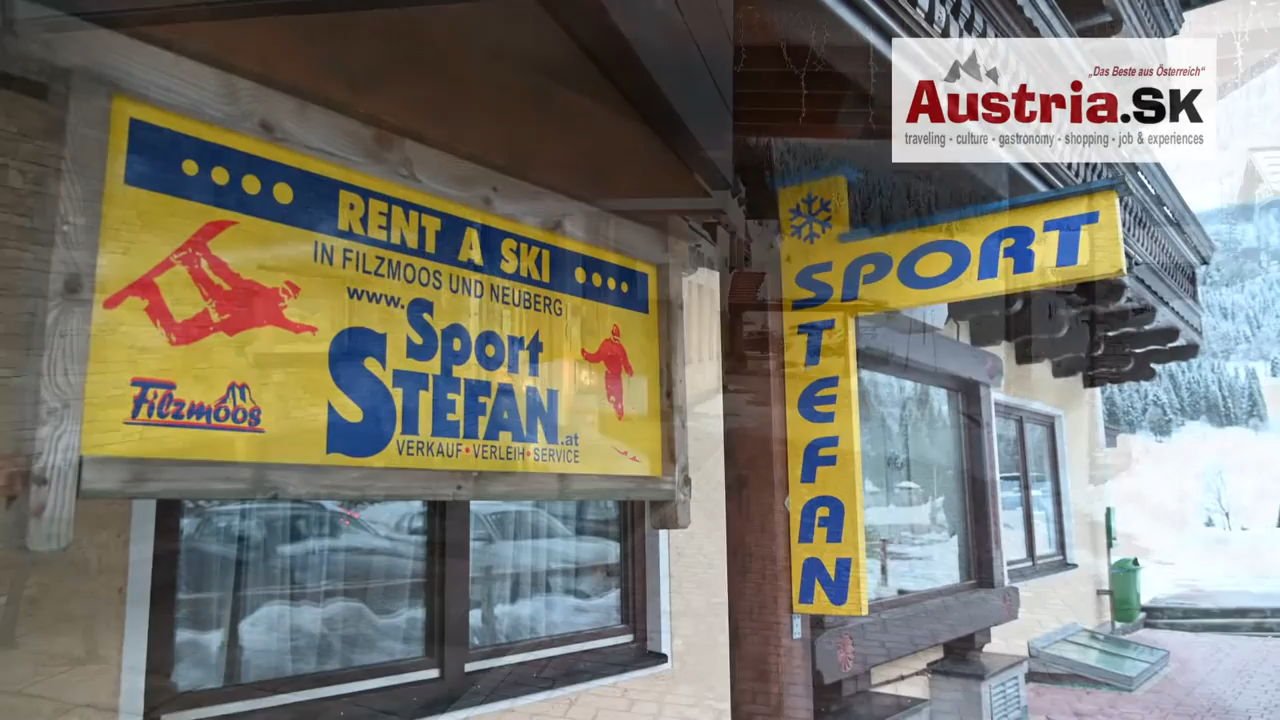 RENT A SKI
IN FILZMOOS UND NEUBERG
www.Sport
STEFAN.at
VERKAUF•VERLEIH•SERVICE
Filzmoos
SPORT
STEFAN
„Das Beste aus Österreich“
Austria.SK
traveling - culture - gastronomy - shopping - job & experiences